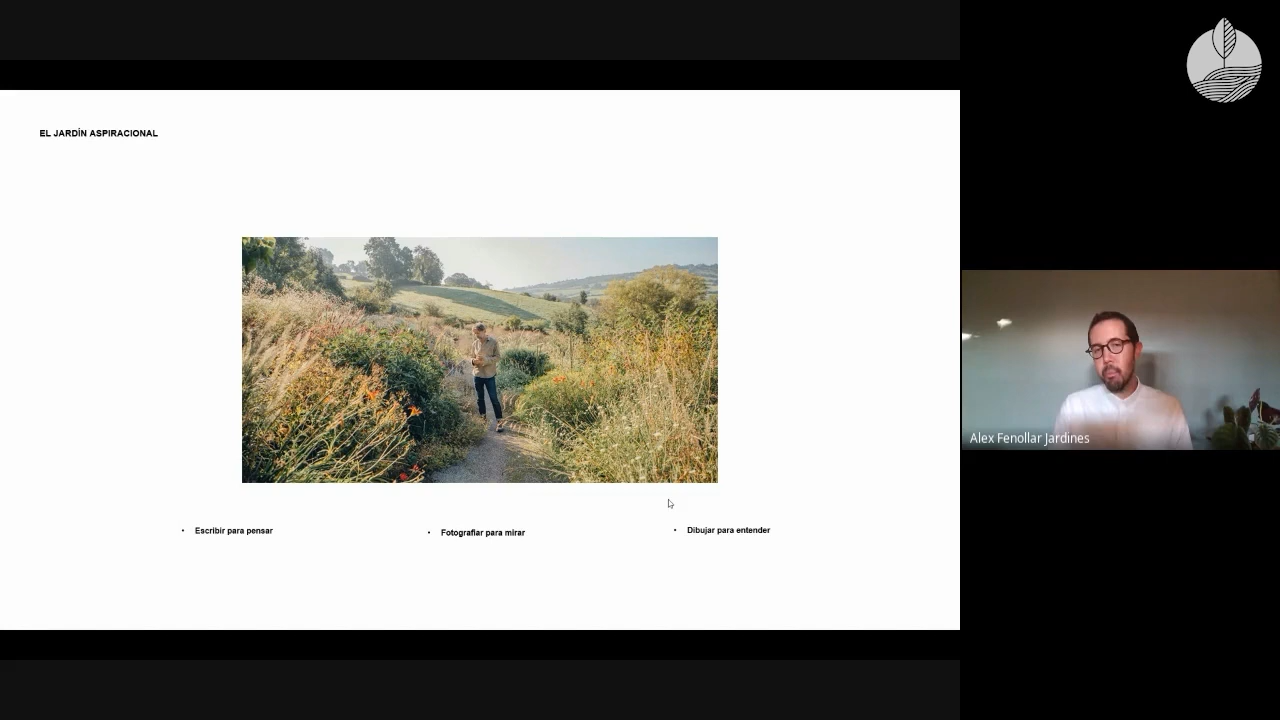 EL JARDÍN ASPIRACIONAL
• Escribir para pensar
• Fotografiar para mirar
• Dibujar para entender
Alex Fenollar Jardines